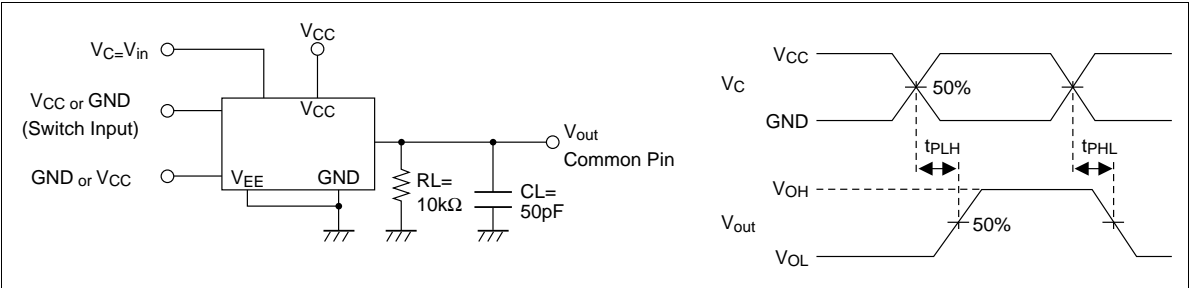 VC=Vin
VCC
VCC or GND
(Switch Input)
GND or VCC
VCC
VEE
GND
RL=
10kΩ
CL=
50pF
Vout
Common Pin
VC
VCC
GND
50%
tPLH
tPHL
Vout
VOH
VOL
50%